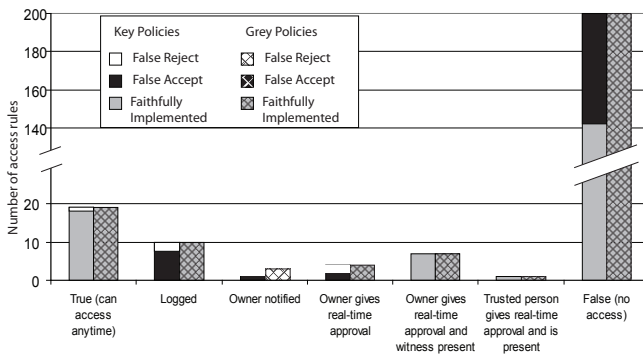 200
180
160
140
20
10
0
Number of access rules
Key Policies
False Reject
False Accept
Faithfully
Implemented
Grey Policies
False Reject
False Accept
Faithfully
Implemented
True (can
access
anytime)
Logged
Owner notified
Owner gives
real-time
approval
Owner gives
real-time
approval and
witness present
Trusted person
gives real-time
approval and is
present
False (no
access)